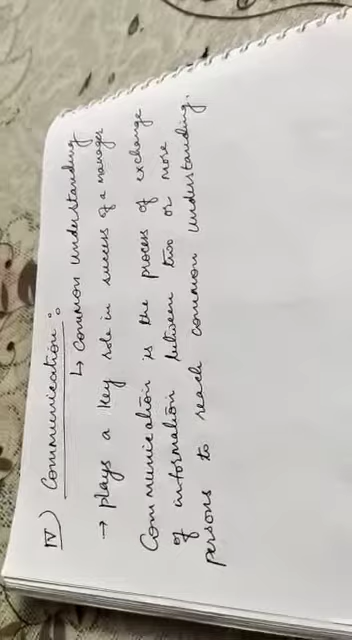 IV) Communication :
↳ Common understanding
→ plays a key role in success of a manager
Communication is the process of exchange
of information between two or more
persons to reach common understanding.